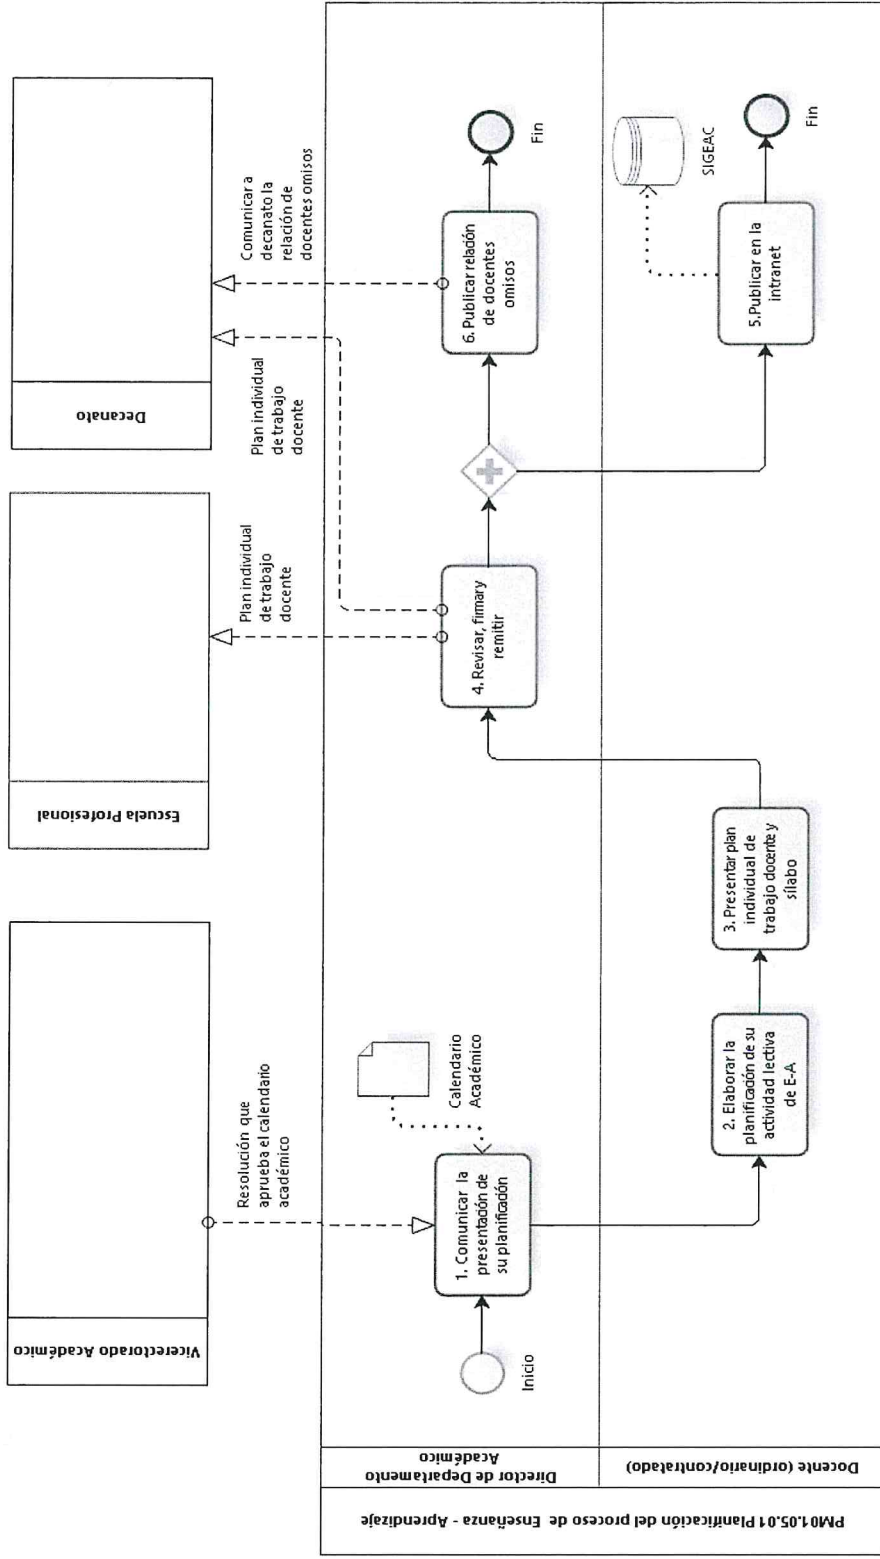 Vicerectorado Académico
Escuela Profesional
Decanato
Resolución que
aprueba el calendario
académico
Plan individual
de trabajo
docente
Plan individual
de trabajo
docente
Comunicar a
decanato la
relación de
docentes omisos
PM01.05.01 Planificación del proceso de Enseñanza - Aprendizaje
Director de Departamento
Académico
Inicio
1. Comunicar la
presentación de
su planificación
Calendario
Académico
4. Revisar, firmar y
remitir
6. Publicar relación
de docentes
omisos
Fin
Docente (ordinario/contratado)
2. Elaborar la
planificación de su
actividad lectiva
de E-A
3. Presentar plan
individual de
trabajo docente y
sílabo
5.Publicar en la
intranet
SIGEAC
Fin